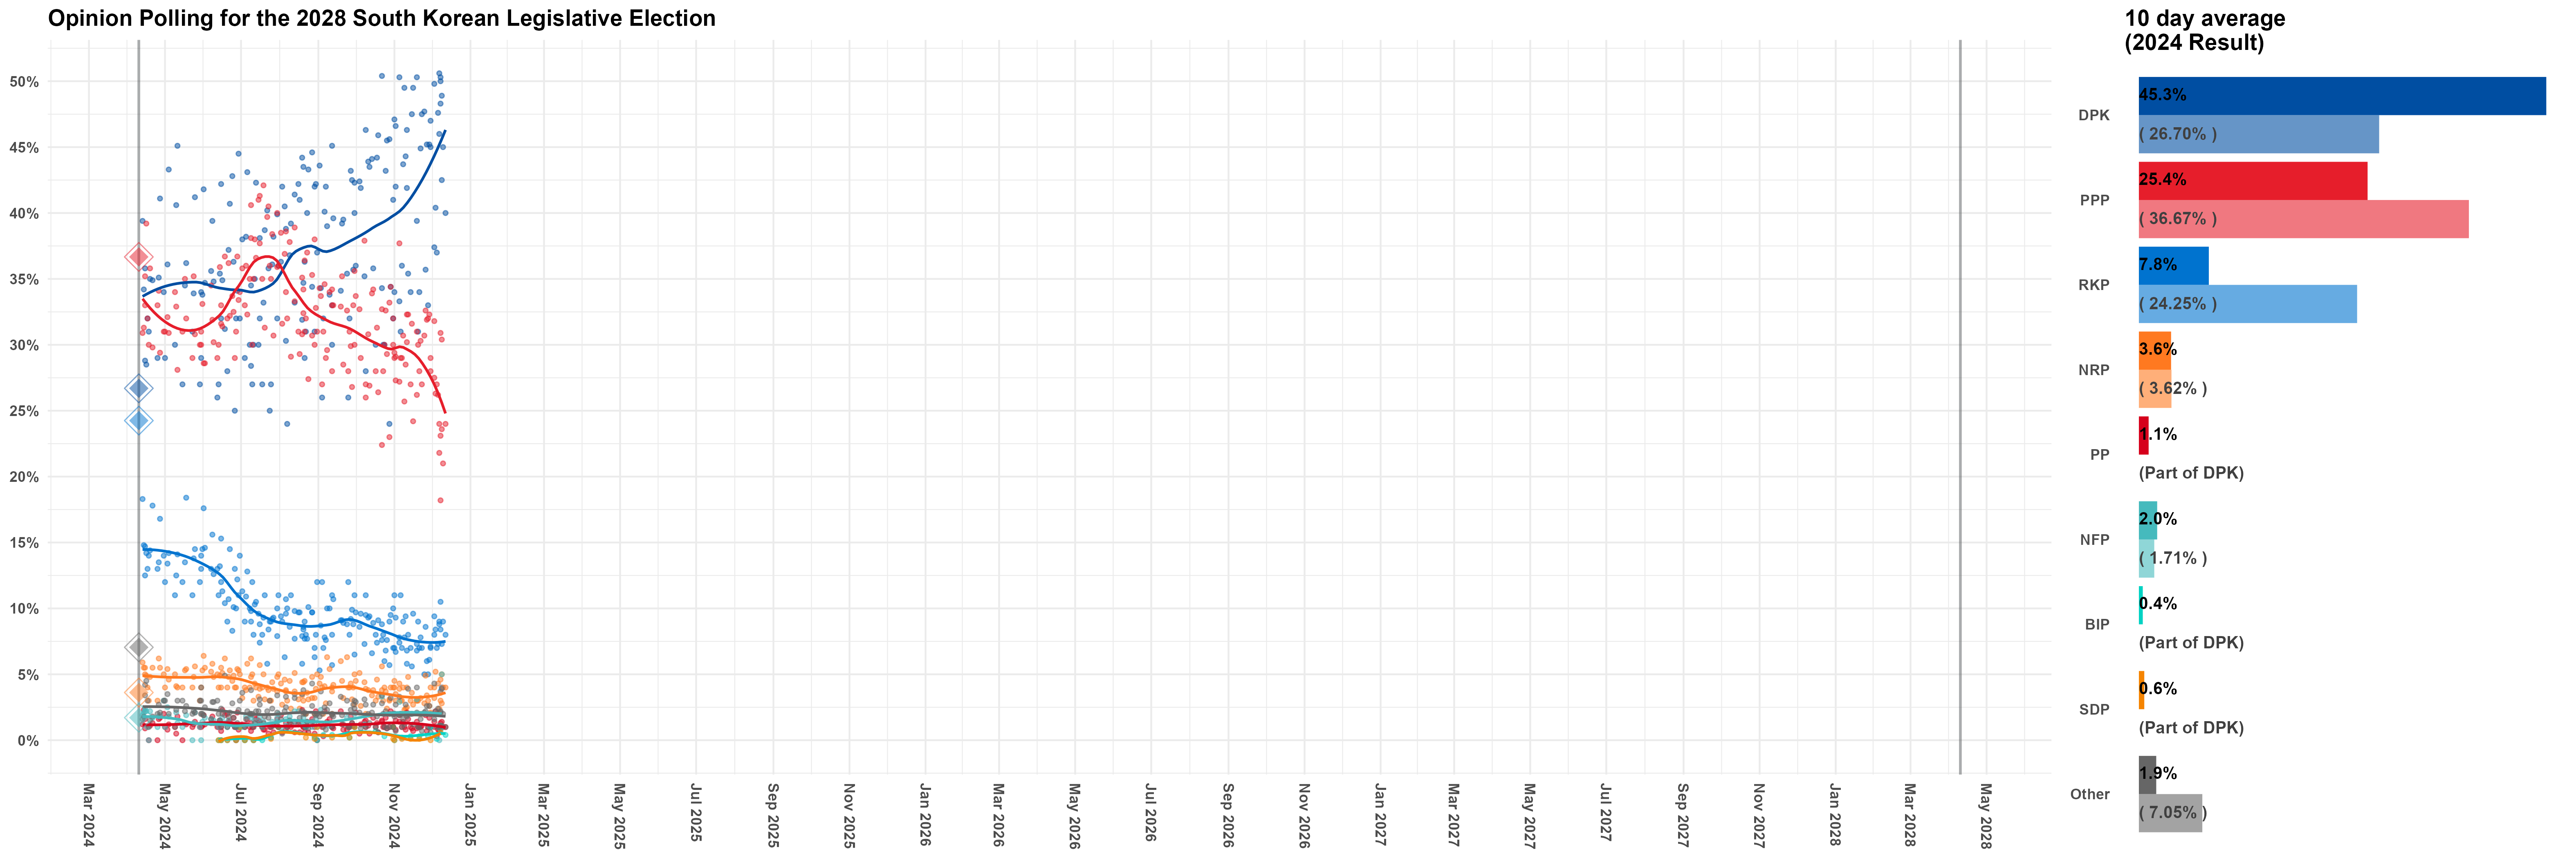 Opinion Polling for the 2028 South Korean Legislative Election
50%
45%
40%
35%
30%
25%
20%
15%
10%
5%
0%
Mar 2024
May 2024
Jul 2024
Sep 2024
Nov 2024
Jan 2025
Mar 2025
May 2025
Jul 2025
Sep 2025
Nov 2025
Jan 2026
Mar 2026
May 2026
Jul 2026
Sep 2026
Nov 2026
Jan 2027
Mar 2027
May 2027
Jul 2027
Sep 2027
Nov 2027
Jan 2028
Mar 2028
May 2028
10 day average
(2024 Result)
DPK
45.3%
( 26.70% )
PPP
25.4%
( 36.67% )
RKP
7.8%
( 24.25% )
NRP
3.6%
( 3.62% )
PP
1.1%
(Part of DPK)
NFP
2.0%
( 1.71% )
BIP
0.4%
(Part of DPK)
SDP
0.6%
(Part of DPK)
Other
1.9%
( 7.05% )